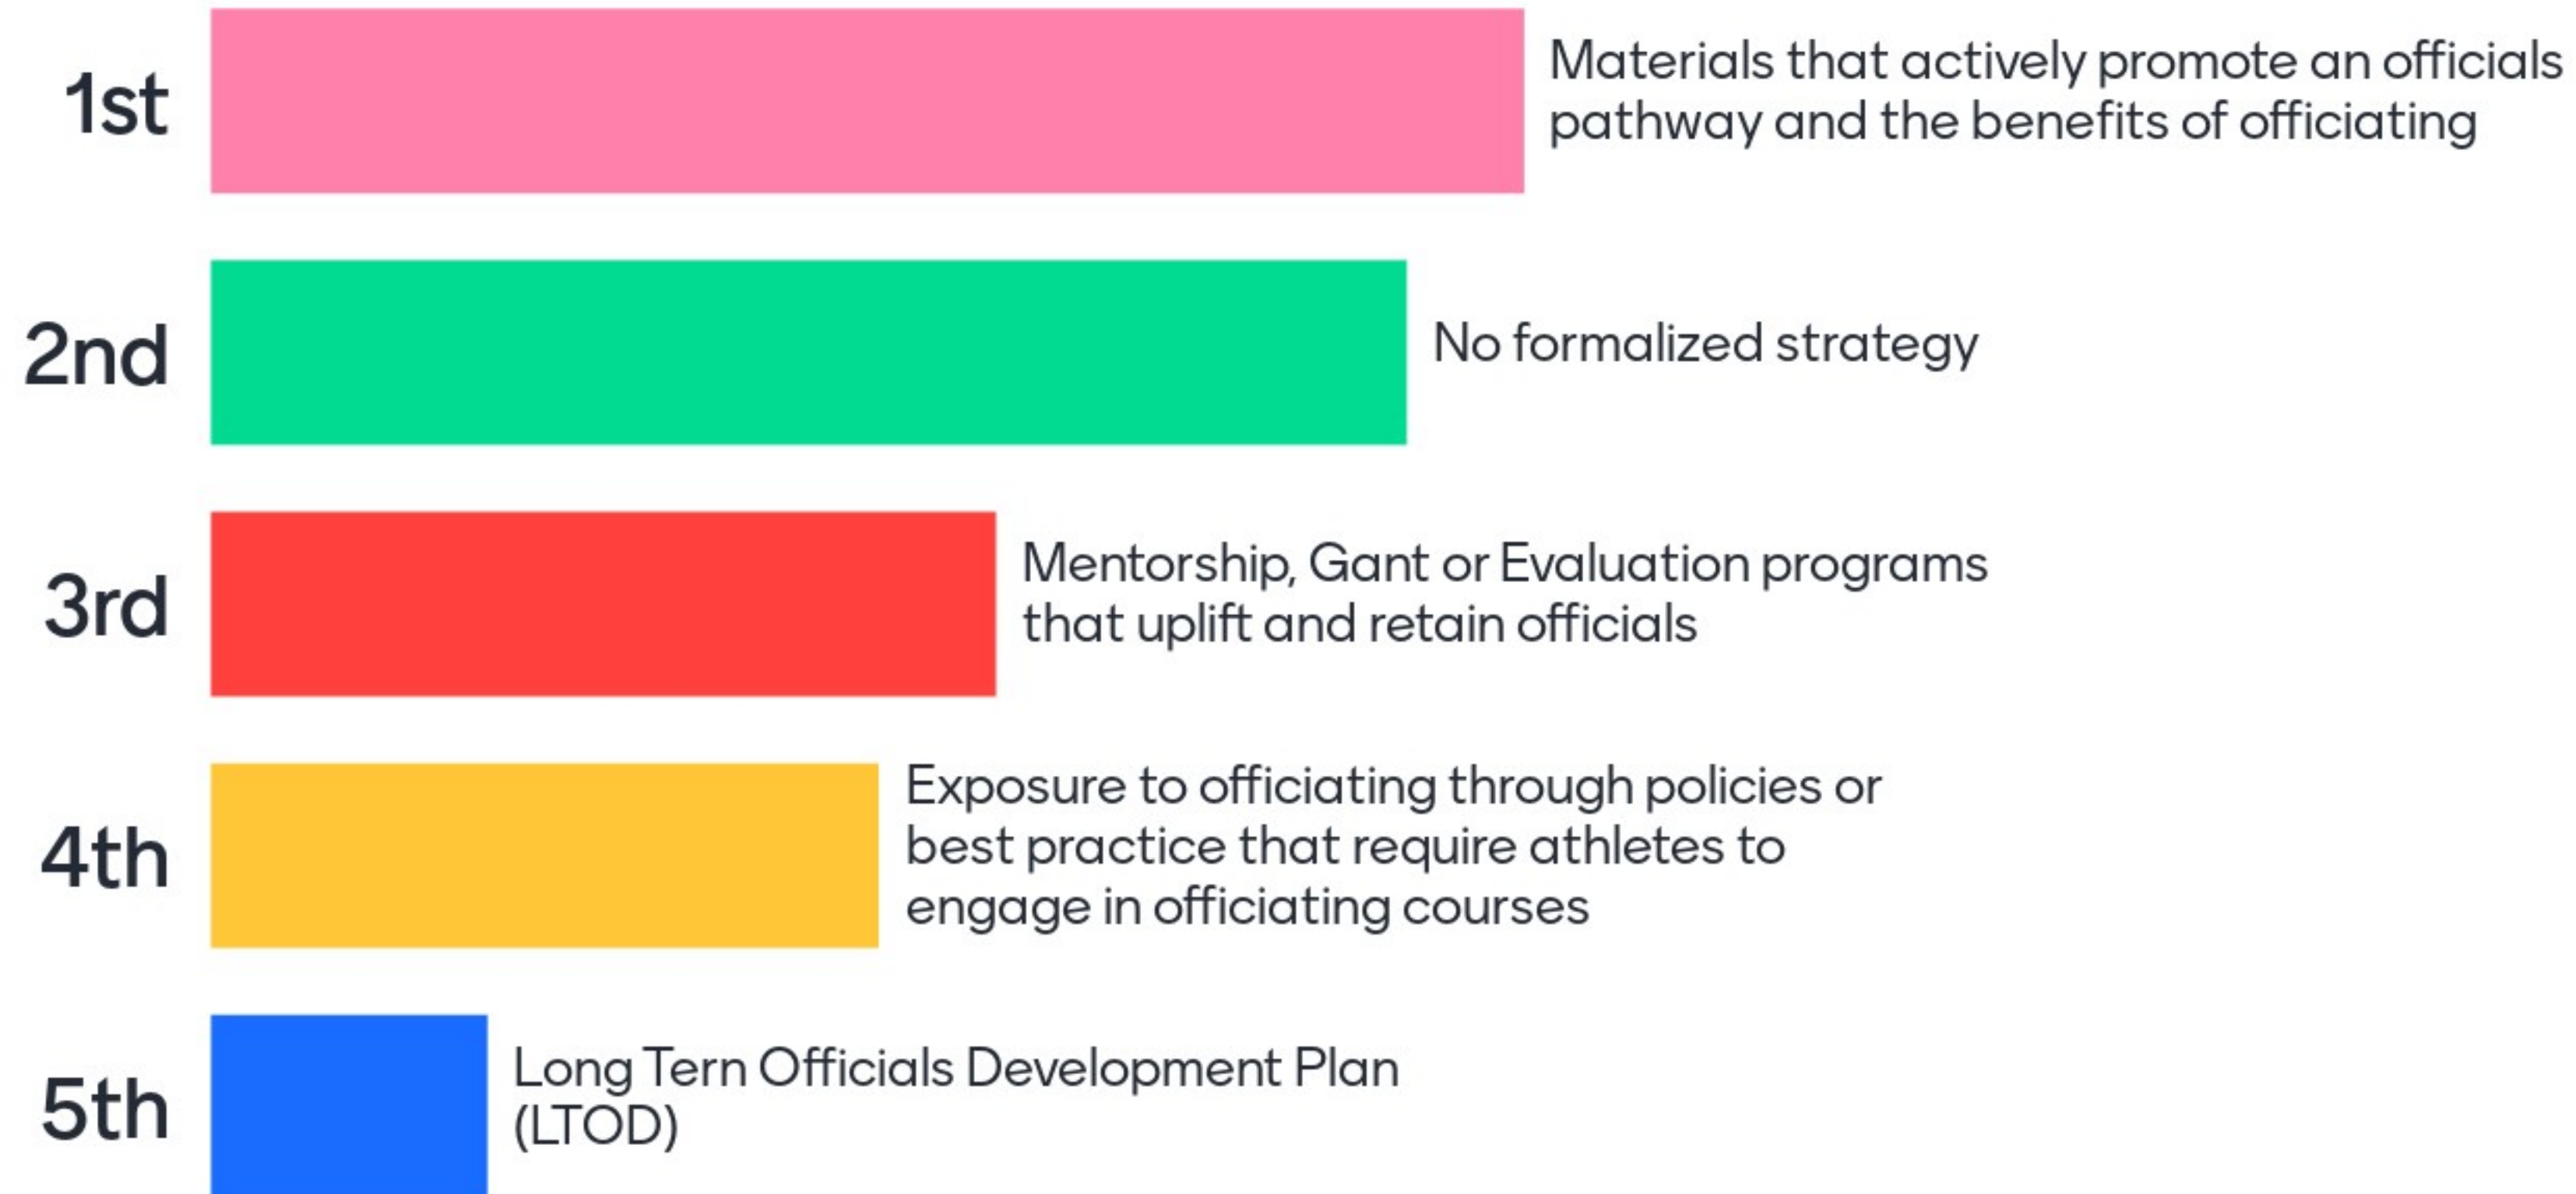 1st
Materials that actively promote an officials
pathway and the benefits of officiating
2nd
No formalized strategy
3rd
Mentorship, Gant or Evaluation programs
that uplift and retain officials
4th
Exposure to officiating through policies or
best practice that require athletes to
engage in officiating courses
5th
Long Tern Officials Development Plan
(LTOD)